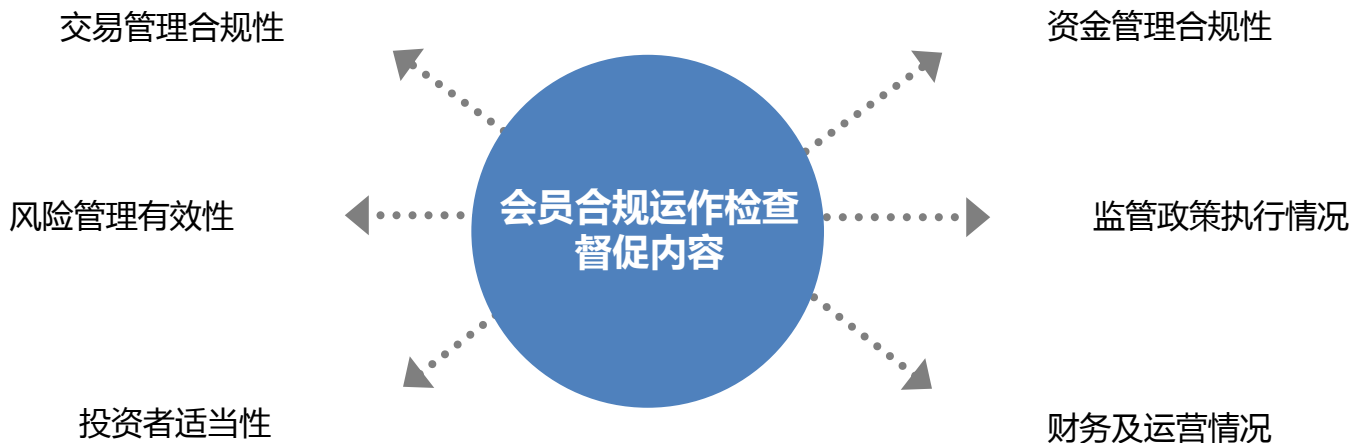 交易管理合规性
资金管理合规性
会员合规运作检查
督促内容
风险管理有效性
监管政策执行情况
投资者适当性
财务及运营情况